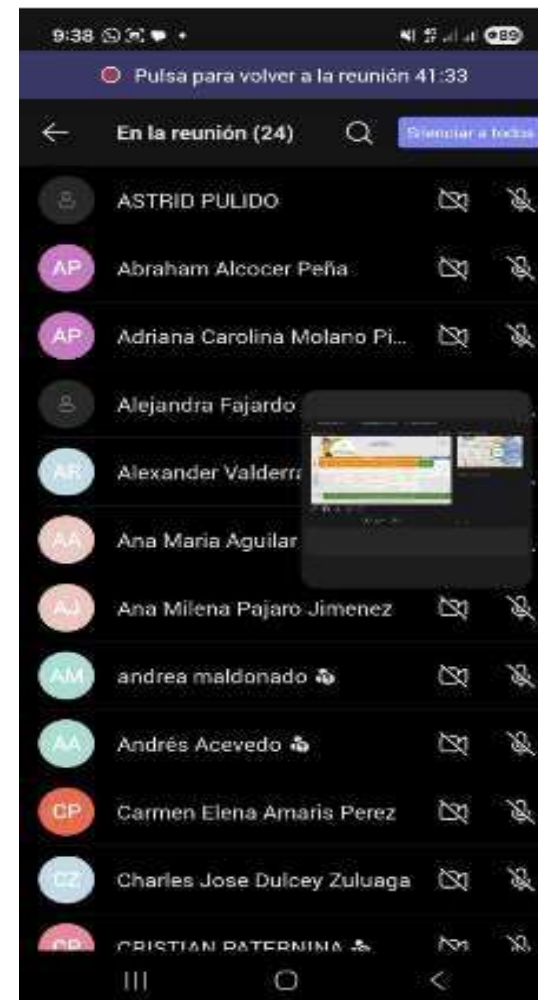 9:38
89
Pulsa para volver a la reunión 41:33
En la reunión (24)
Silenciar a todos
ASTRID PULIDO
AP Abraham Alcocer Peña
AP Adriana Carolina Molano Pi...
Alejandra Fajardo
AR Alexander Valderra
AA Ana Maria Aguilar
AJ Ana Milena Pajaro Jimenez
AM andrea maldonado
AA Andrés Acevedo
CP Carmen Elena Amaris Perez
CZ Charles Jose Dulcey Zuluaga
CP CRISTIAN PATERNINA